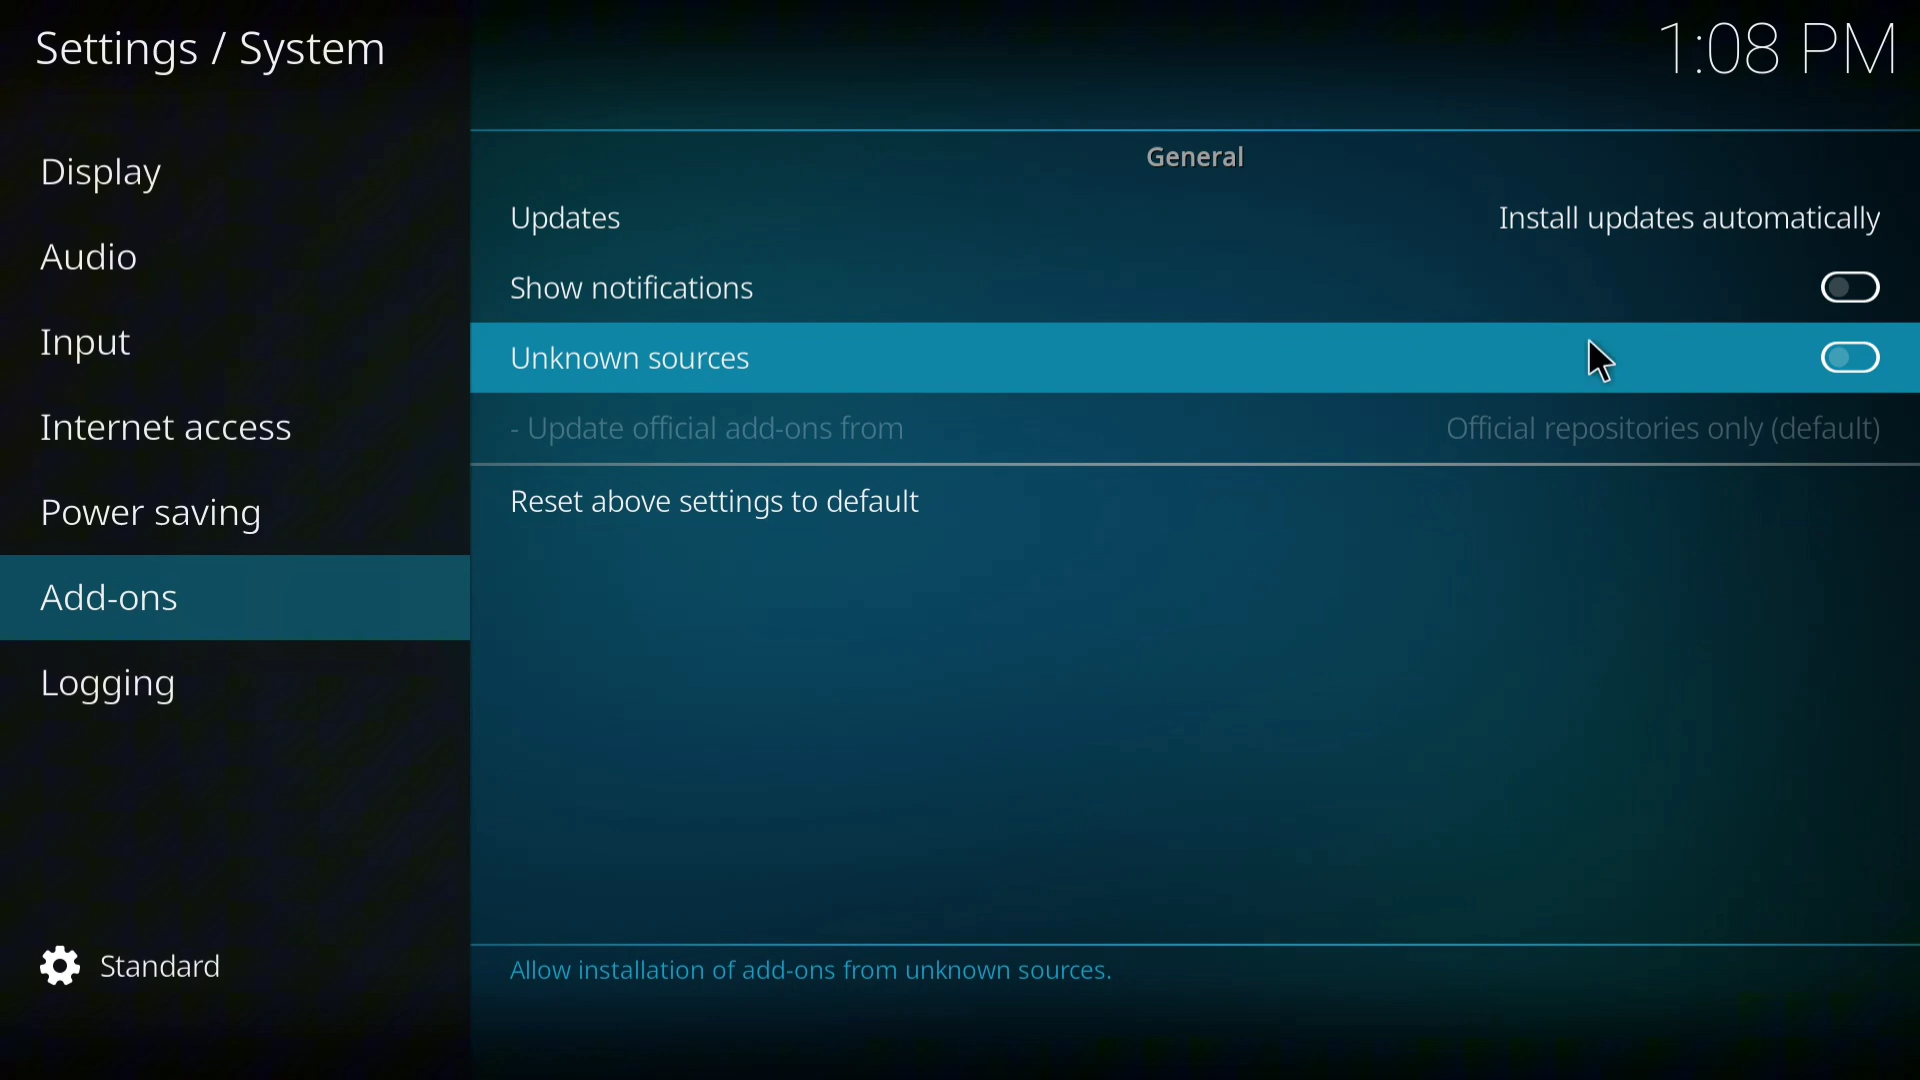 Settings / System
1:08 PM
Display
Audio
Input
Internet access
Power saving
Add-ons
Logging
Standard
General
Updates Install updates automatically
Show notifications
Unknown sources
- Update official add-ons from Official repositories only (default)
Reset above settings to default
Allow installation of add-ons from unknown sources.